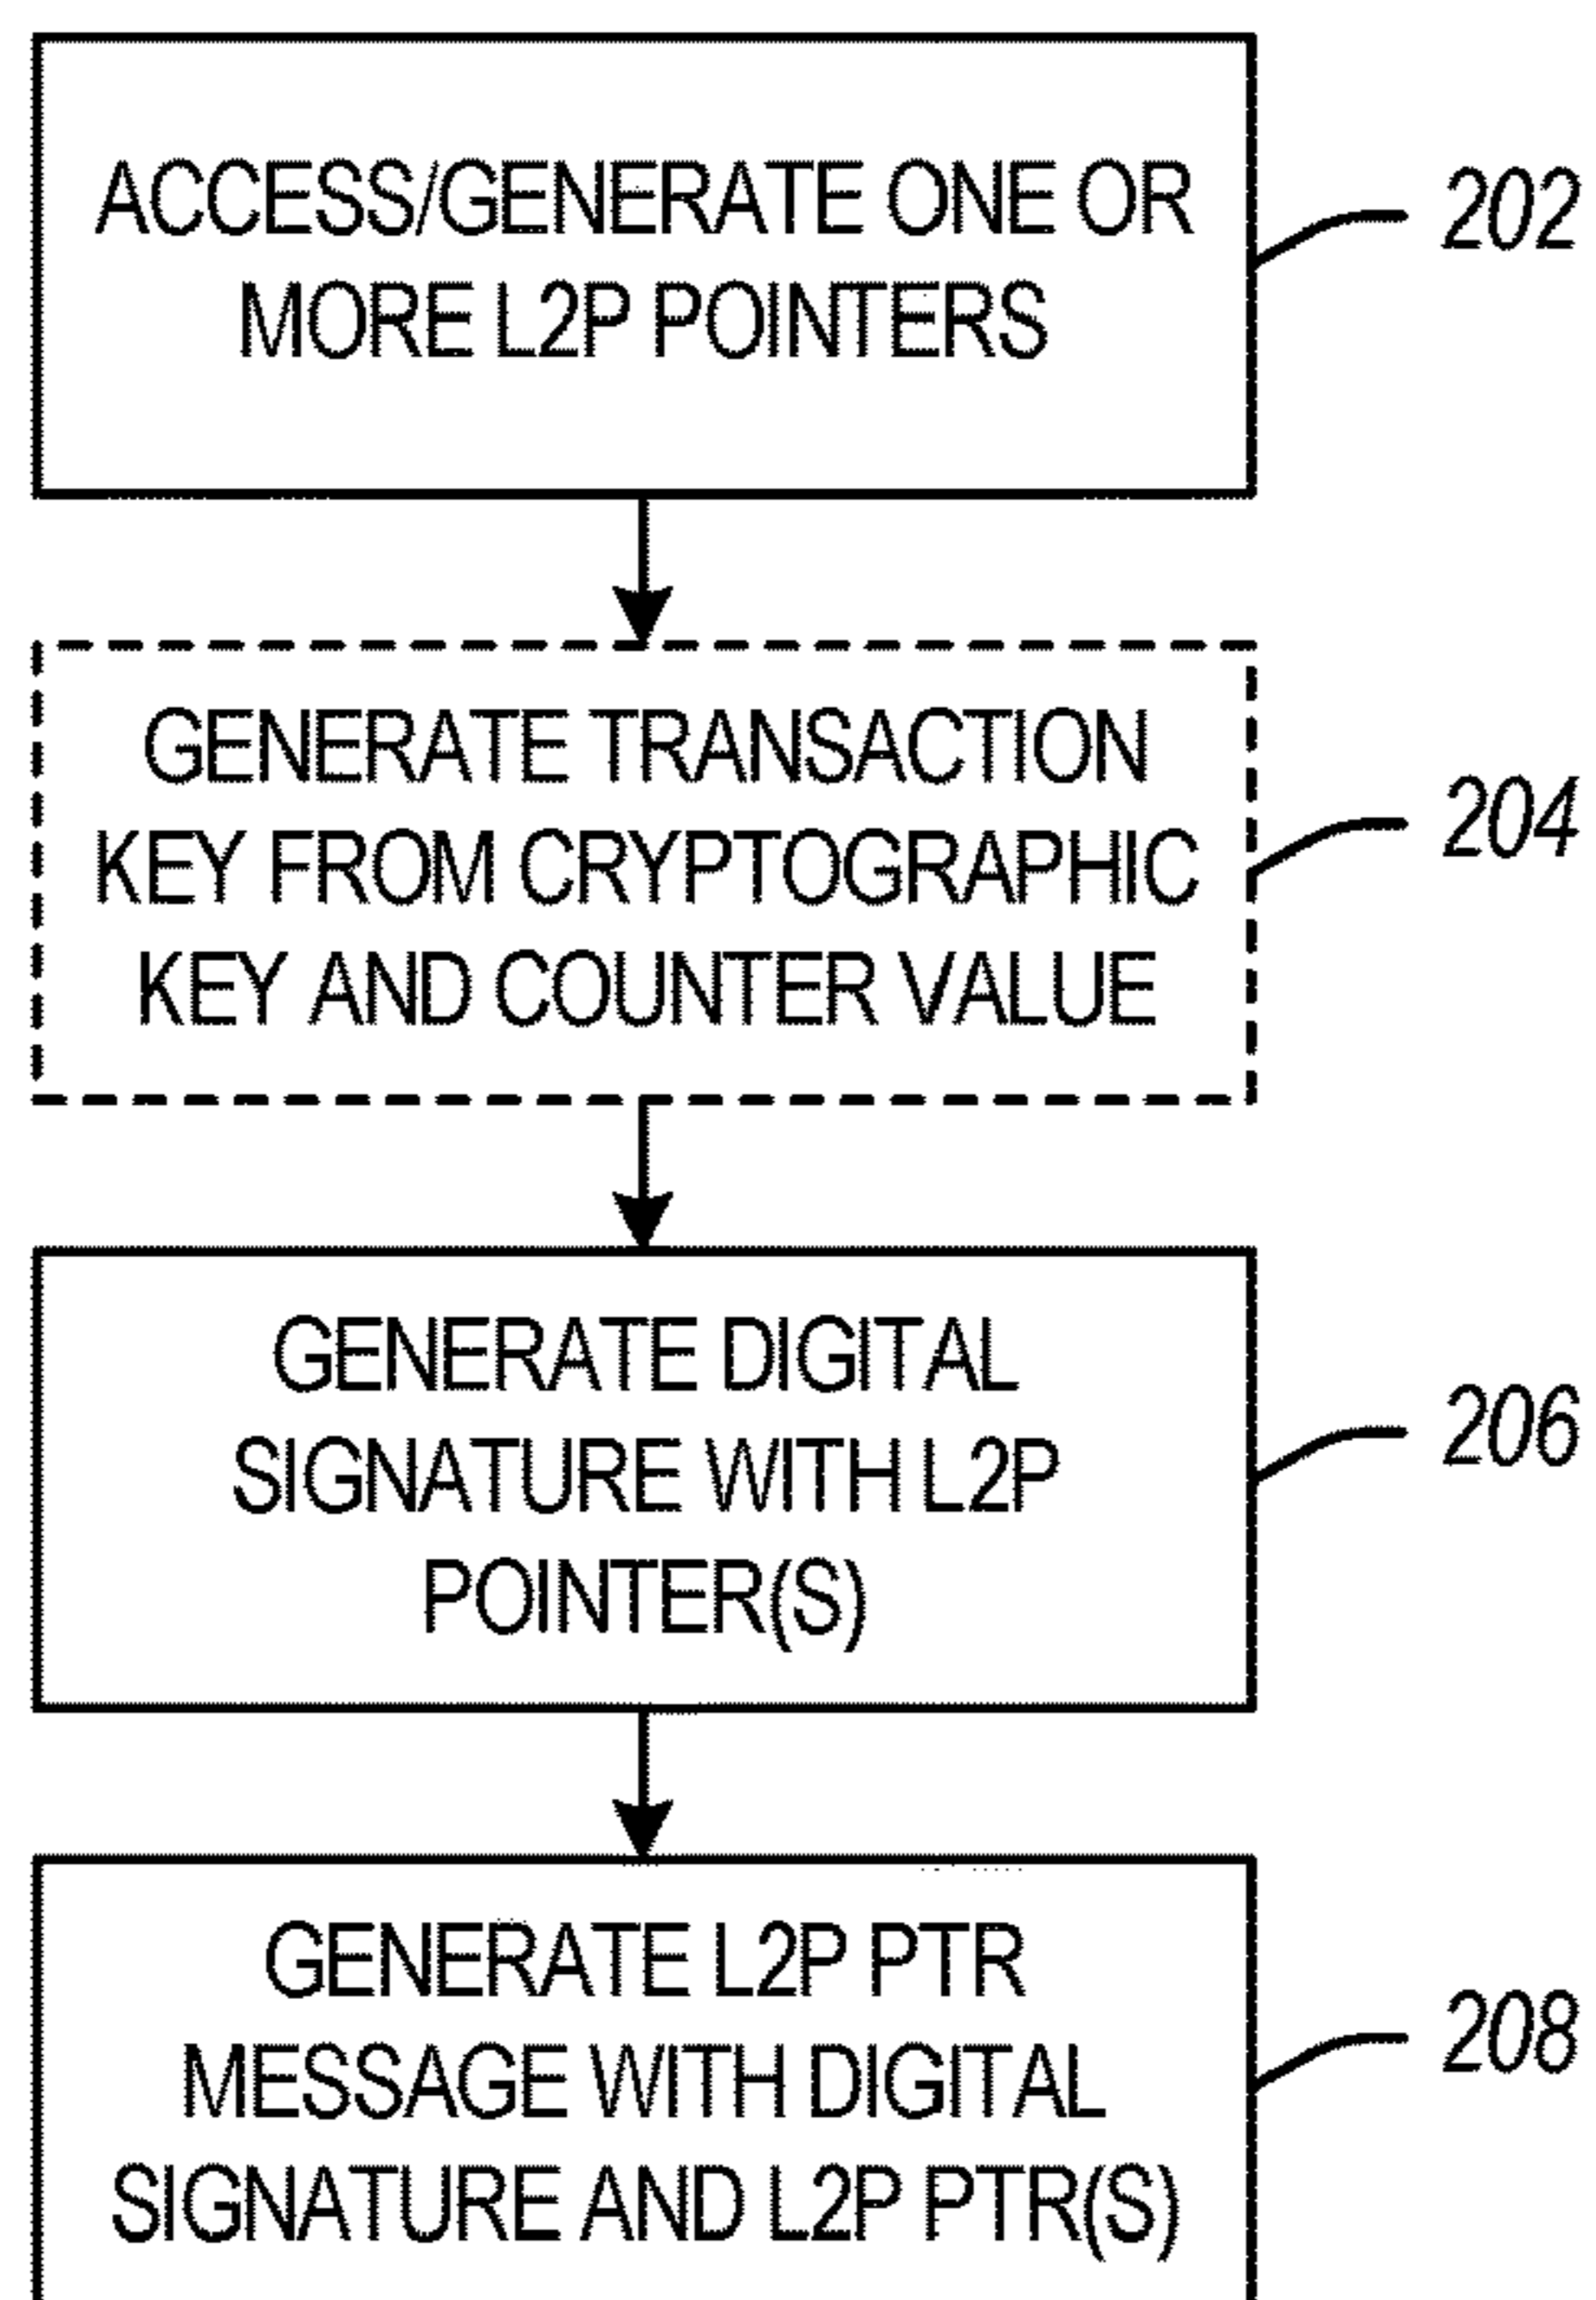 ACCESS/GENERATE ONE OR
MORE L2P POINTERS
202
GENERATE TRANSACTION
KEY FROM CRYPTOGRAPHIC
KEY AND COUNTER VALUE
204
GENERATE DIGITAL
SIGNATURE WITH L2P
POINTER(S)
206
GENERATE L2P PTR
MESSAGE WITH DIGITAL
SIGNATURE AND L2P PTR(S)
208